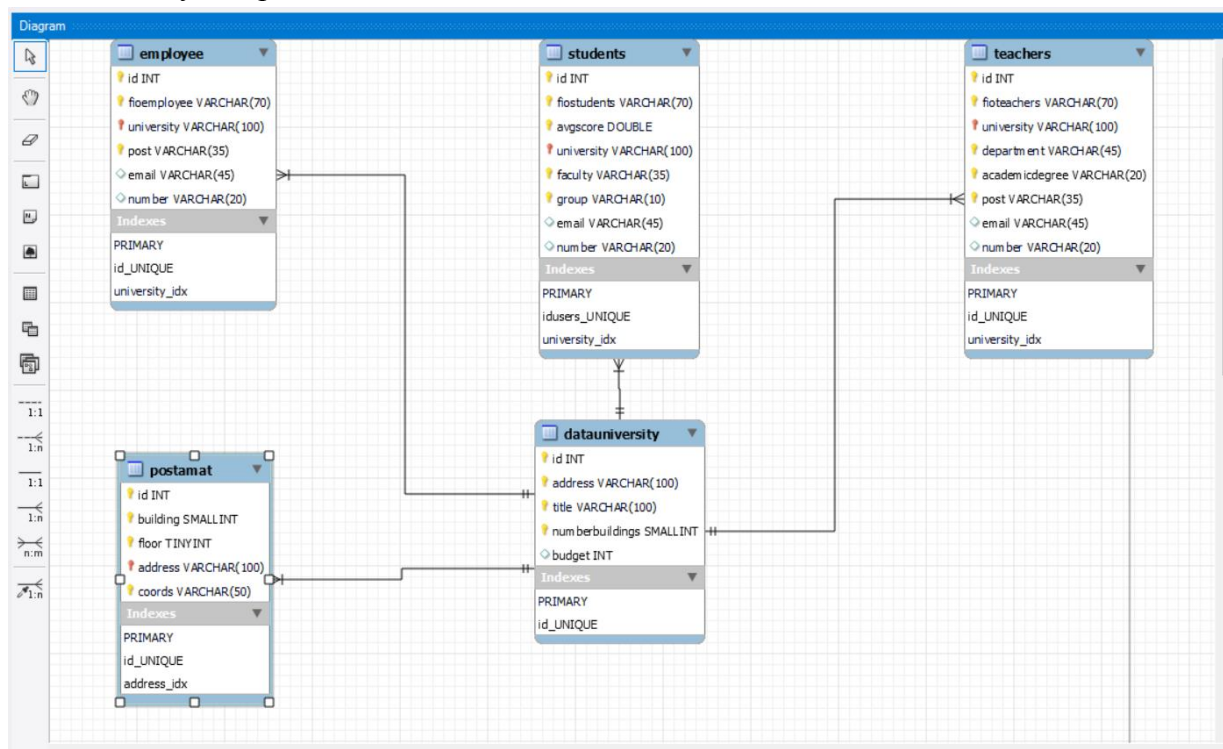 Diagram
employee
id INT
fioemployee VARCHAR(70)
university VARCHAR(100)
post VARCHAR(35)
email VARCHAR(45)
number VARCHAR(20)
Indexes
PRIMARY
id_UNIQUE
university_idx
students
id INT
fiostudents VARCHAR(70)
avgscore DOUBLE
university VARCHAR(100)
faculty VARCHAR(35)
group VARCHAR(10)
email VARCHAR(45)
number VARCHAR(20)
Indexes
PRIMARY
idusers_UNIQUE
university_idx
teachers
id INT
fioteachers VARCHAR(70)
university VARCHAR(100)
department VARCHAR(45)
academicdegree VARCHAR(20)
post VARCHAR(35)
email VARCHAR(45)
number VARCHAR(20)
Indexes
PRIMARY
id_UNIQUE
university_idx
1:1
1:n
1:1
1:n
n:m
1:n
postamat
id INT
building SMALLINT
floor TINYINT
address VARCHAR(100)
coords VARCHAR(50)
Indexes
PRIMARY
id_UNIQUE
address_idx
datauniversity
id INT
address VARCHAR(100)
title VARCHAR(100)
numberbuildings SMALLINT
budget INT
Indexes
PRIMARY
id_UNIQUE